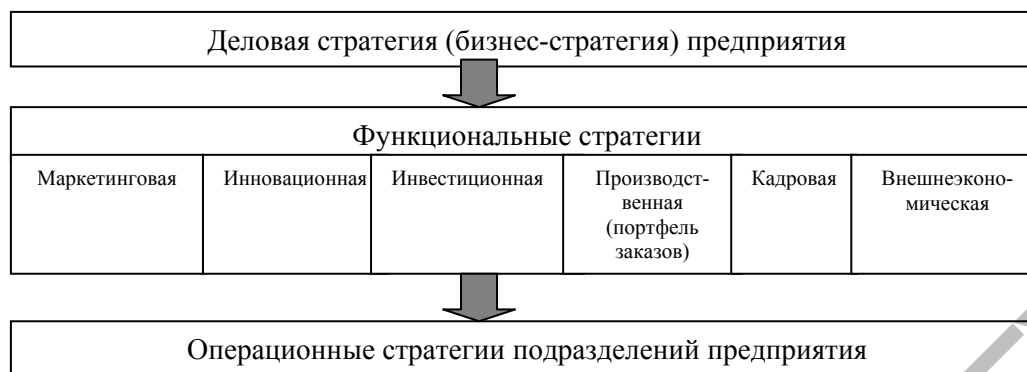 Деловая стратегия (бизнес-стратегия) предприятия
Функциональные стратегии
Маркетинговая
Инновационная
Инвестиционная
Производст-
венная
(портфель
заказов)
Кадровая
Внешнеэконо-
мическая
Операционные стратегии подразделений предприятия